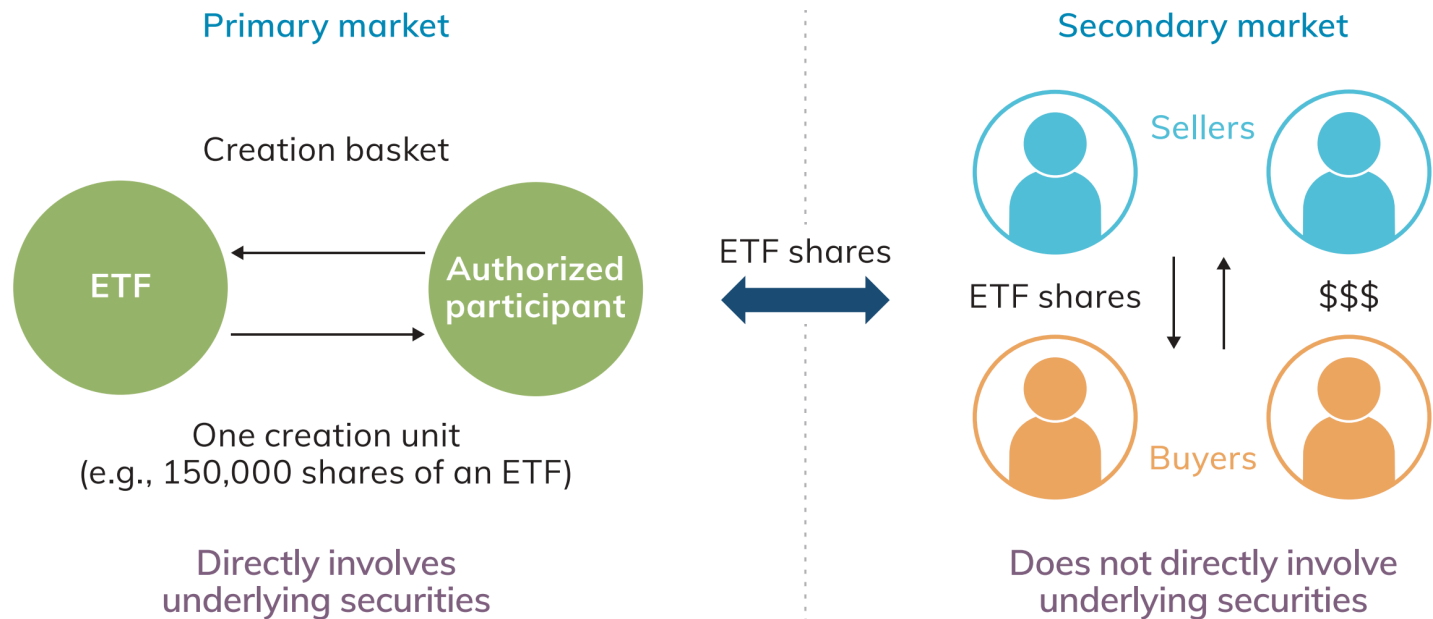 Primary market
Creation basket
ETF
Authorized
participant
One creation unit
(e.g., 150,000 shares of an ETF)
Directly involves
underlying securities
ETF shares
Secondary market
Sellers
ETF shares
$$$
Buyers
Does not directly involve
underlying securities